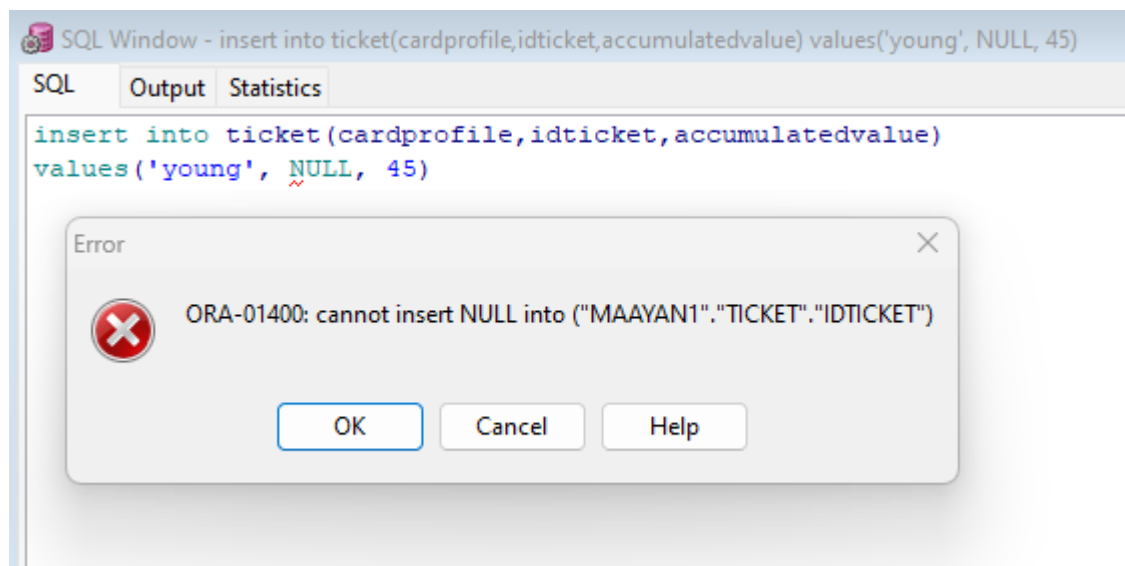 SQL Window - insert into ticket(cardprofile,idticket,accumulatedvalue) values('young', NULL, 45)
SQL Output Statistics
insert into ticket(cardprofile,idticket,accumulatedvalue)
values('young', NULL, 45)
Error
ORA-01400: cannot insert NULL into ("MAAYAN1"."TICKET"."IDTICKET")
OK Cancel Help